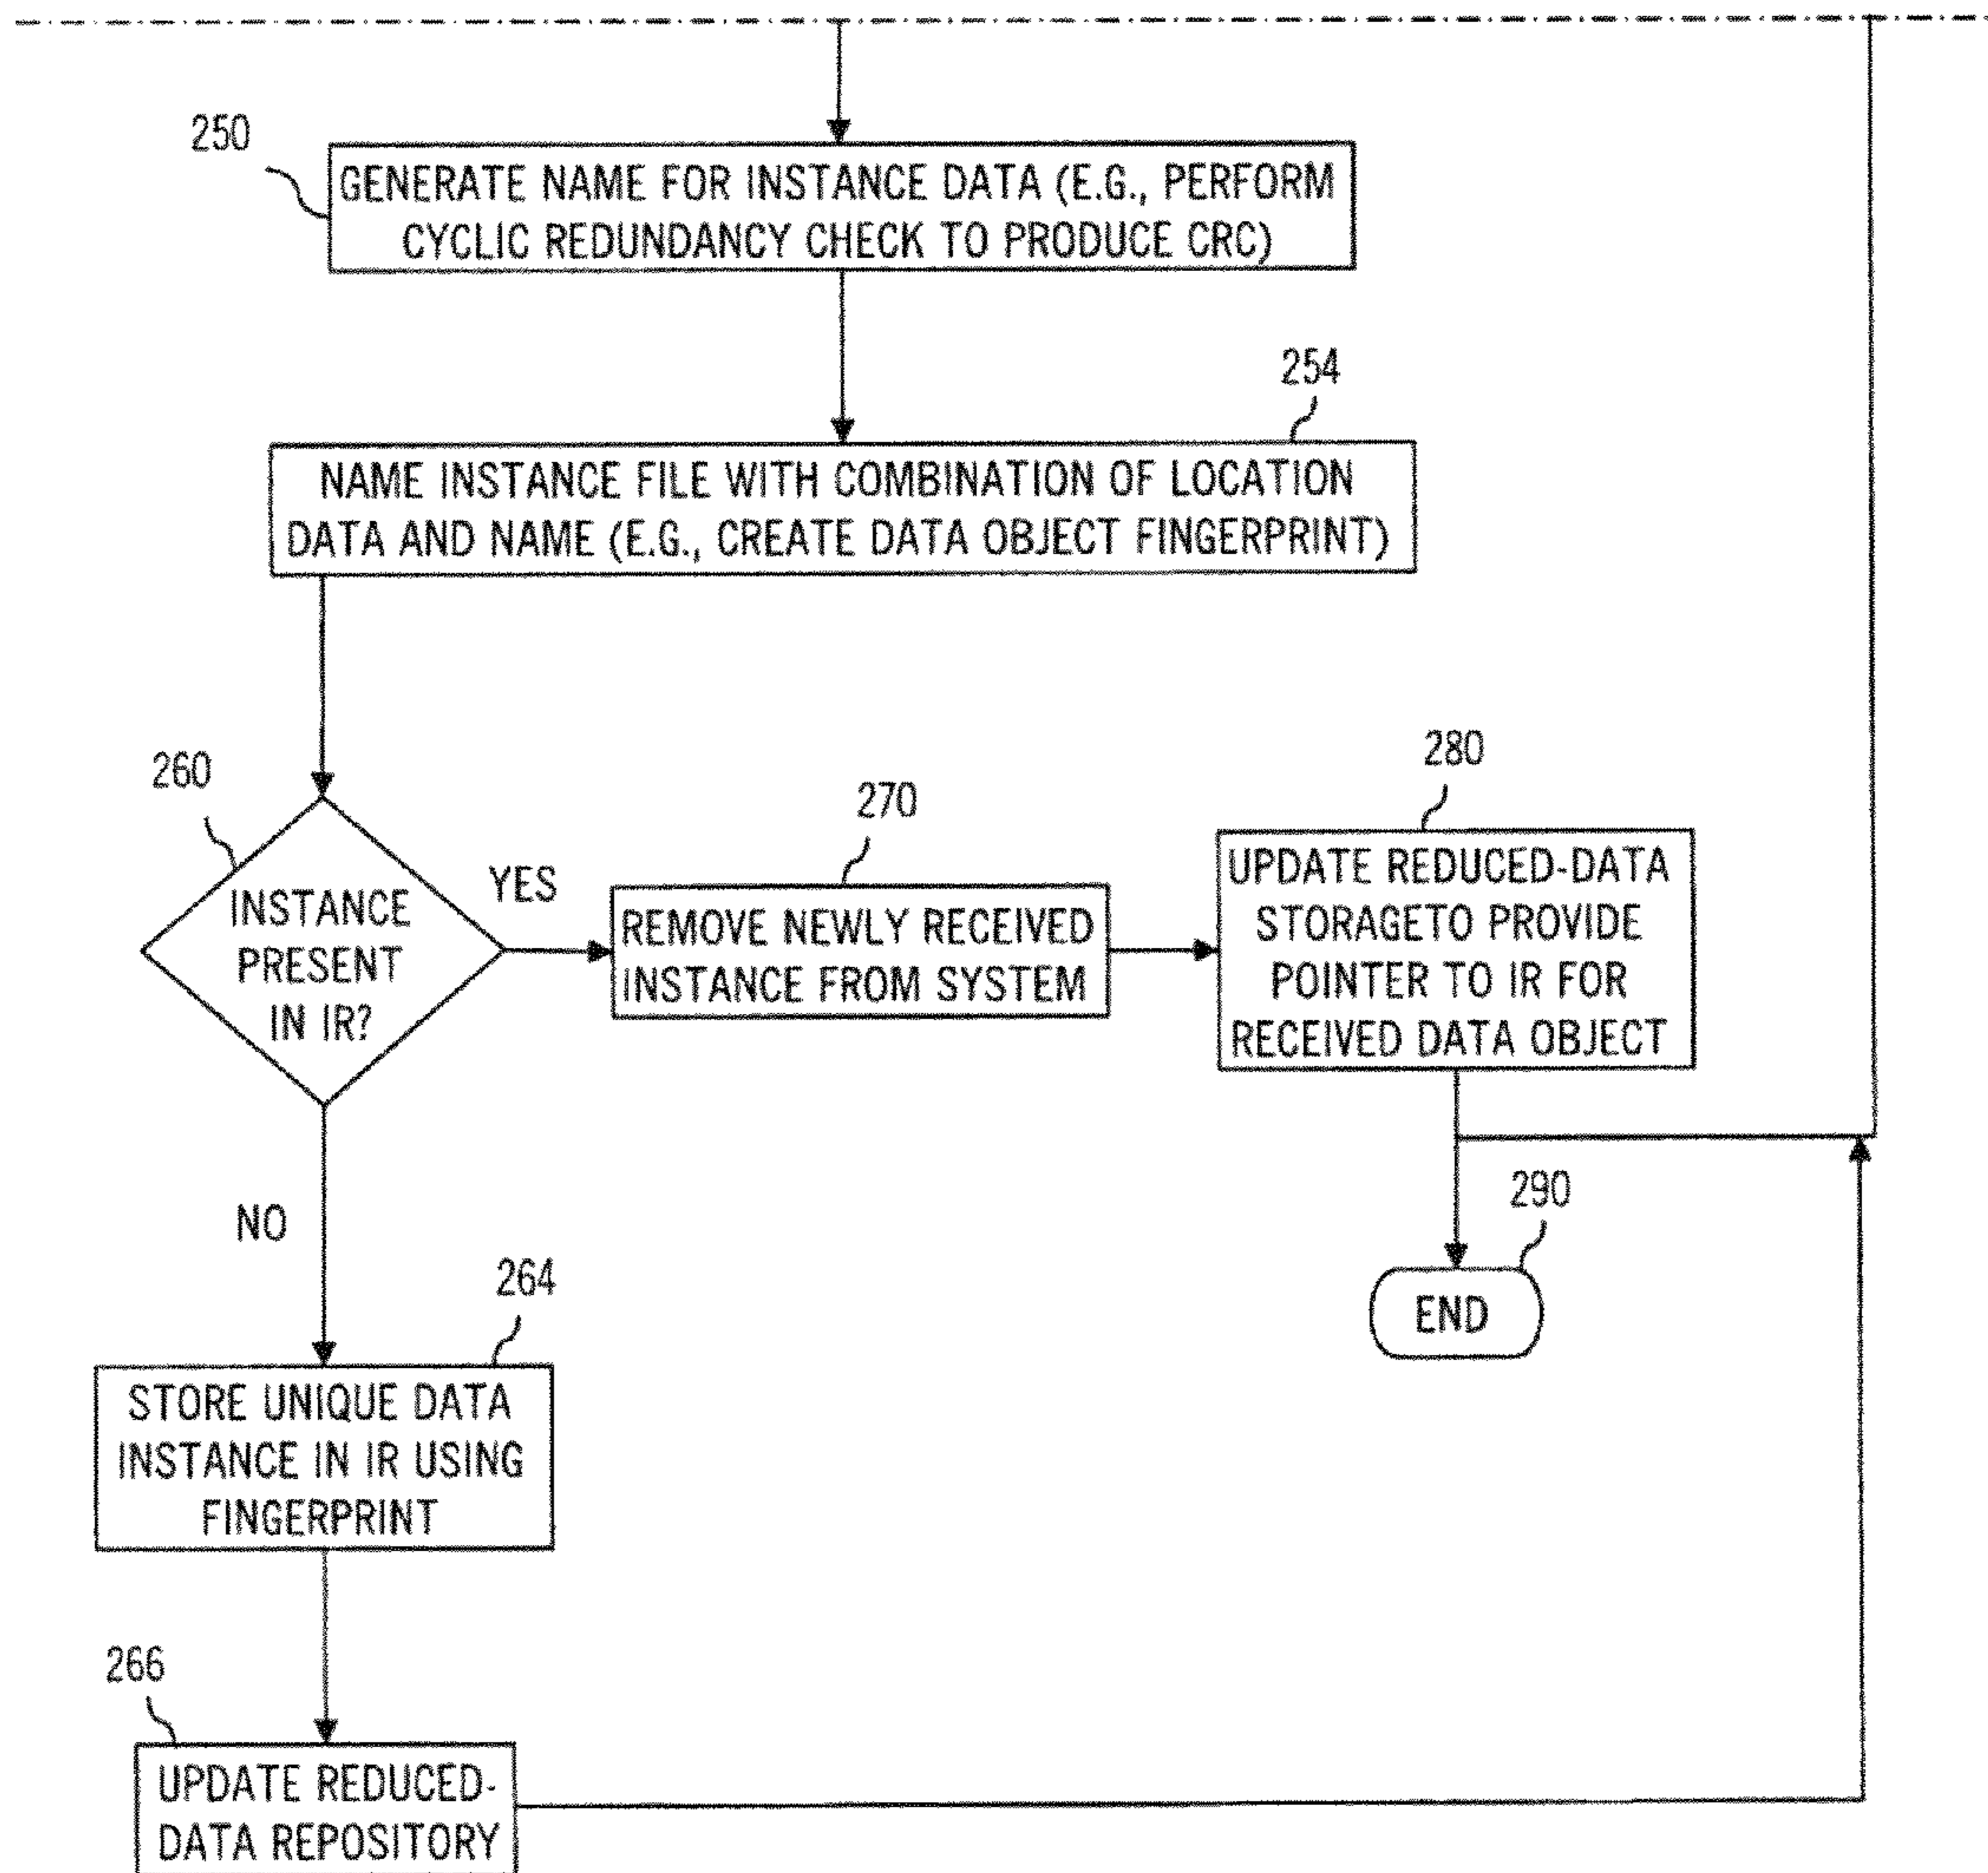 250
GENERATE NAME FOR INSTANCE DATA (E.G., PERFORM
CYCLIC REDUNDANCY CHECK TO PRODUCE CRC)
254
NAME INSTANCE FILE WITH COMBINATION OF LOCATION
DATA AND NAME (E.G., CREATE DATA OBJECT FINGERPRINT)
260
INSTANCE
PRESENT
IN IR?
YES
270
REMOVE NEWLY RECEIVED
INSTANCE FROM SYSTEM
280
UPDATE REDUCED-DATA
STORAGETO PROVIDE
POINTER TO IR FOR
RECEIVED DATA OBJECT
290
END
NO
264
STORE UNIQUE DATA
INSTANCE IN IR USING
FINGERPRINT
266
UPDATE REDUCED-
DATA REPOSITORY